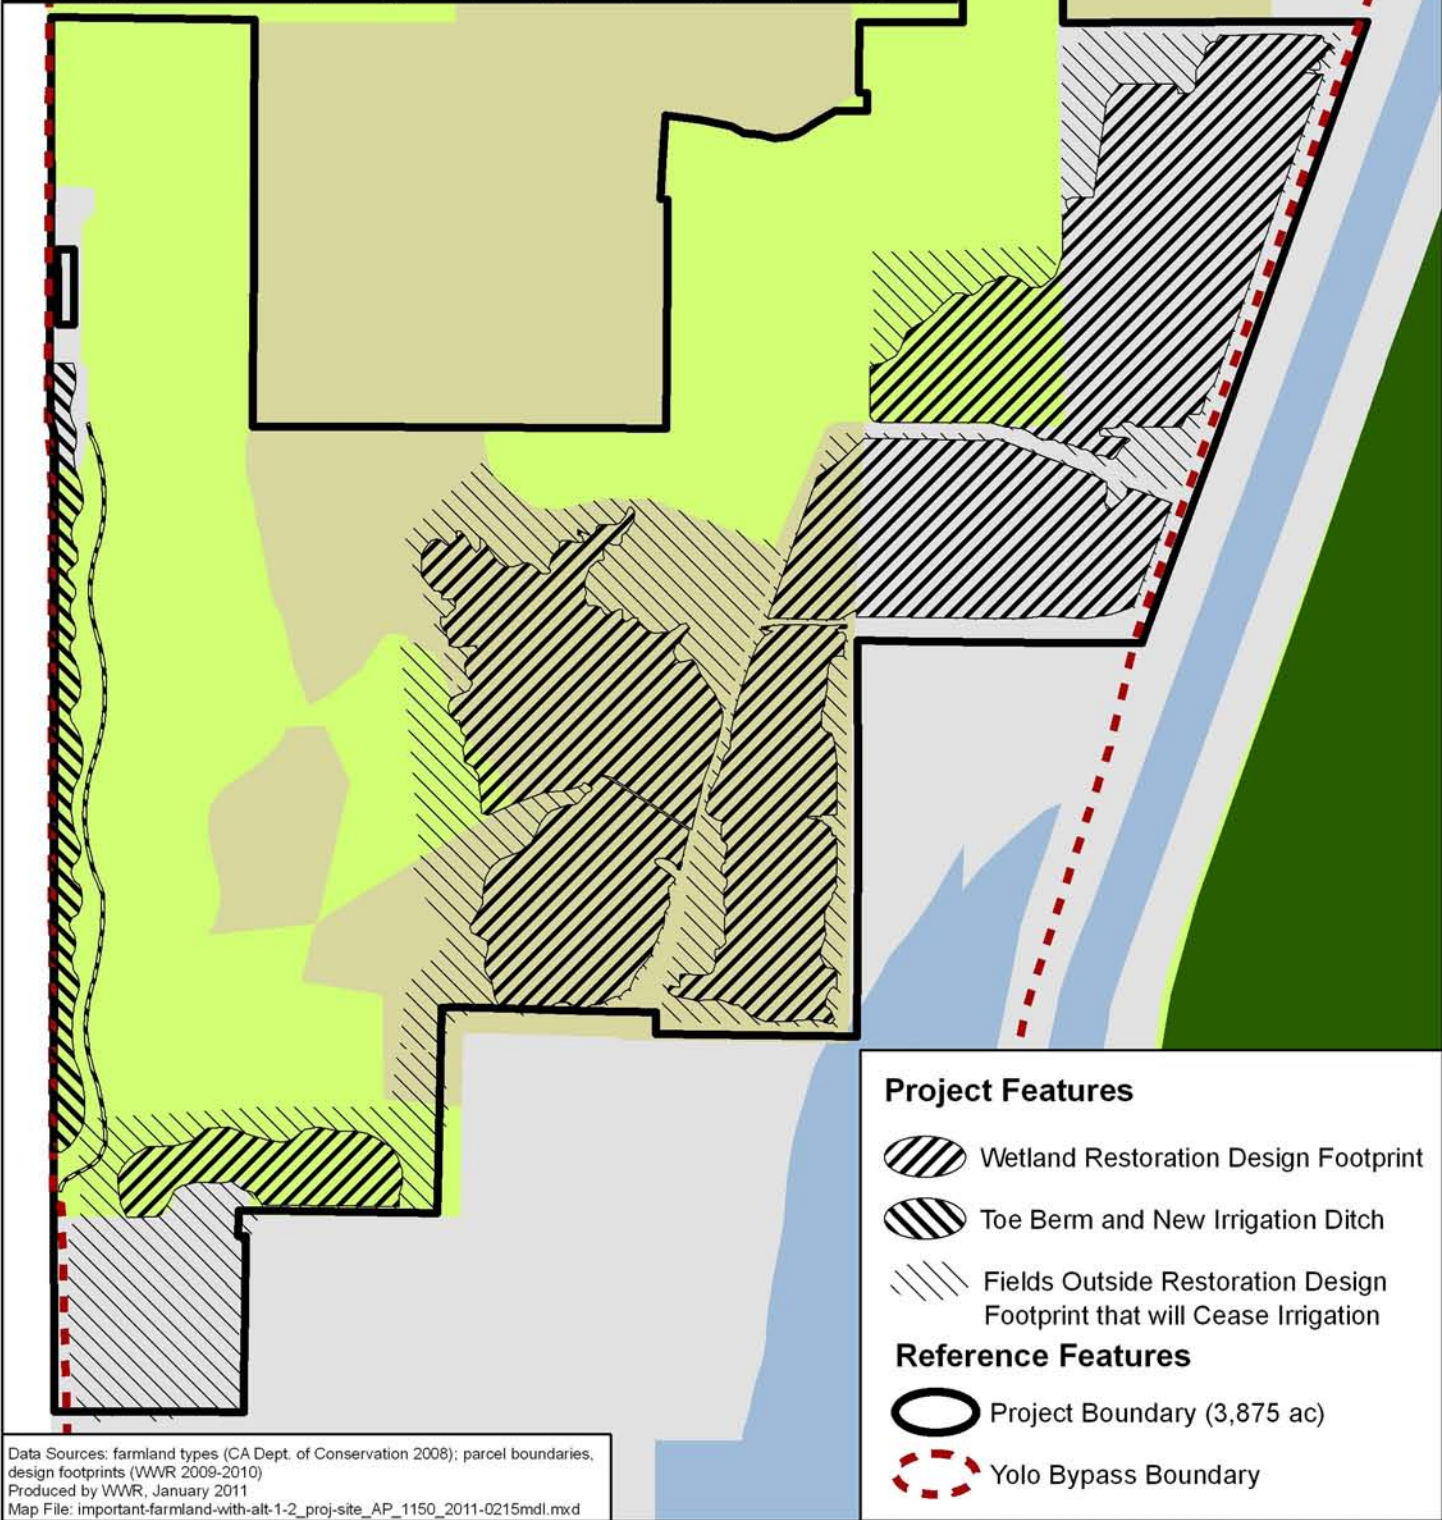 Project Features
Wetland Restoration Design Footprint
Toe Berm and New Irrigation Ditch
Fields Outside Restoration Design
Footprint that will Cease Irrigation
Reference Features
Project Boundary (3,875 ac)
Yolo Bypass Boundary
Data Sources: farmland types (CA Dept. of Conservation 2008); parcel boundaries,
design footprints (WWR 2009-2010)
Produced by WWR, January 2011
Map File: important-farmland-with-alt-1-2_proj-site_AP_1150_2011-0215mdl.mxd